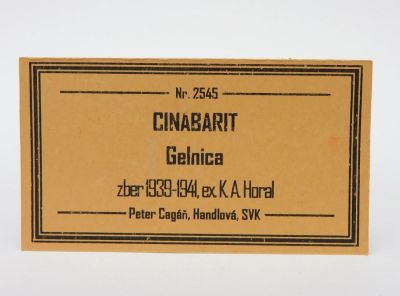 Nr. 2545
CINABARIT
Gelnica
zber 1939-1941, ex. K. A. Horal
Peter Cagáň, Handlová, SVK